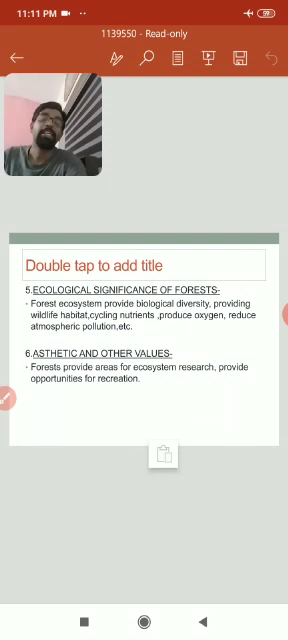 11:11 PM
59
1139550 - Read-only
Double tap to add title
5.ECOLOGICAL SIGNIFICANCE OF FORESTS-
• Forest ecosystem provide biological diversity, providing
wildlife habitat,cycling nutrients ,produce oxygen, reduce
atmospheric pollution,etc.
6.ASTHETIC AND OTHER VALUES-
• Forests provide areas for ecosystem research, provide
opportunities for recreation.